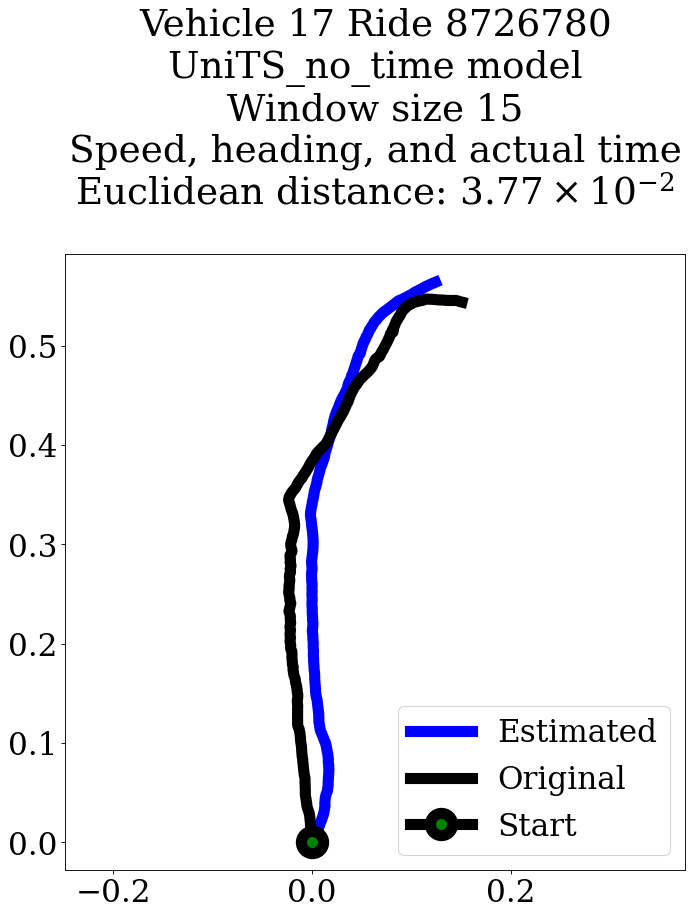 Vehicle 17 Ride 8726780
UniTS_no_time model
Window size 15
Speed, heading, and actual time
Euclidean distance: 3.77 × 10⁻²
0.5
0.4
0.3
0.2
0.1
0.0
Estimated
Original
Start
−0.2
0.0
0.2